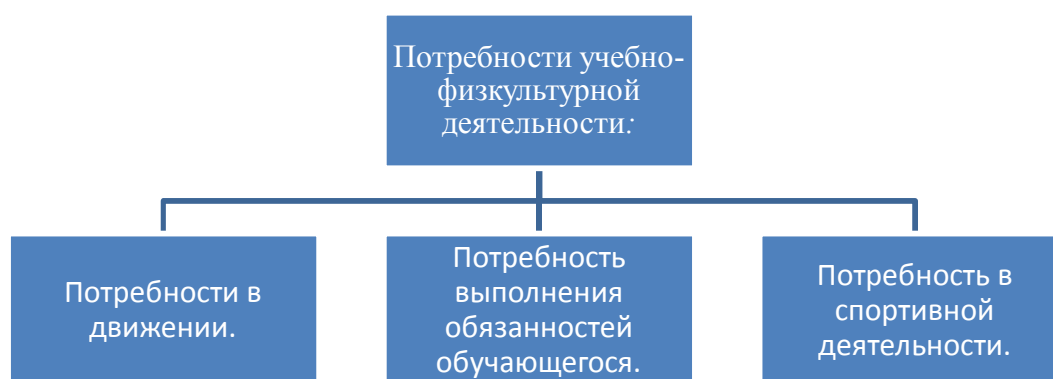 Потребности учебно-
физкультурной
деятельности:
Потребности в
движении.
Потребность
выполнения
обязанностей
обучающегося.
Потребность в
спортивной
деятельности.